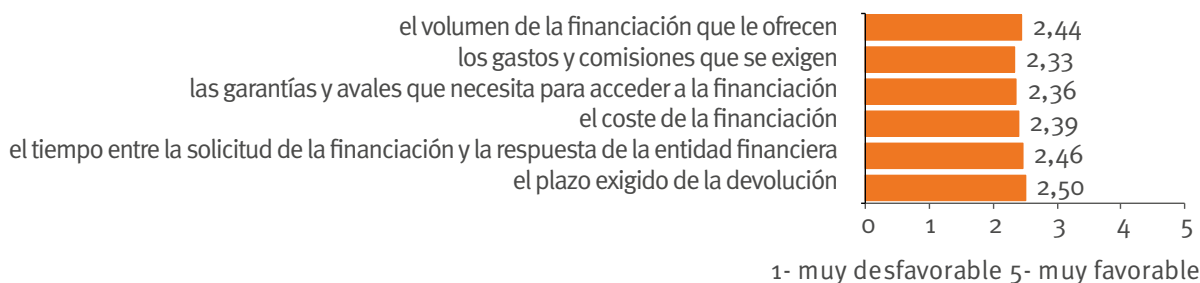 el volumen de la financiación que le ofrecen 2,44
los gastos y comisiones que se exigen 2,33
las garantías y avales que necesita para acceder a la financiación 2,36
el coste de la financiación 2,39
el tiempo entre la solicitud de la financiación y la respuesta de la entidad financiera 2,46
el plazo exigido de la devolución 2,50
0 1 2 3 4 5
1- muy desfavorable 5- muy favorable